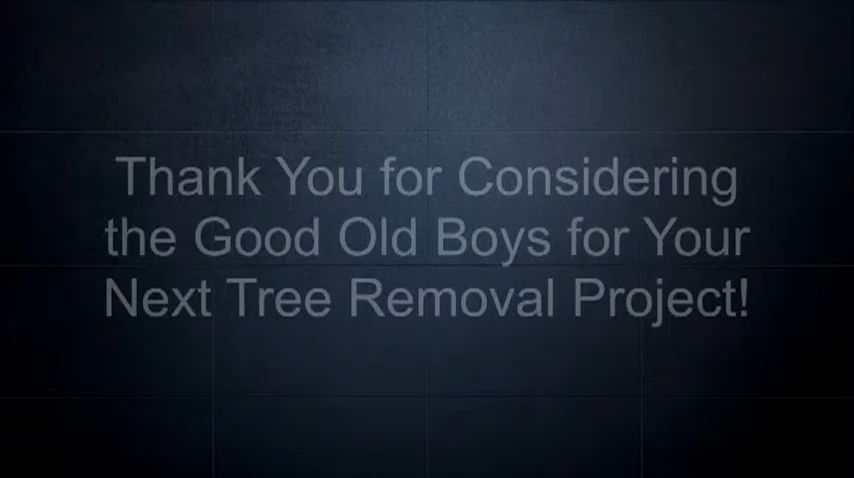 Thank You for Considering
the Good Old Boys for Your
Next Tree Removal Project!